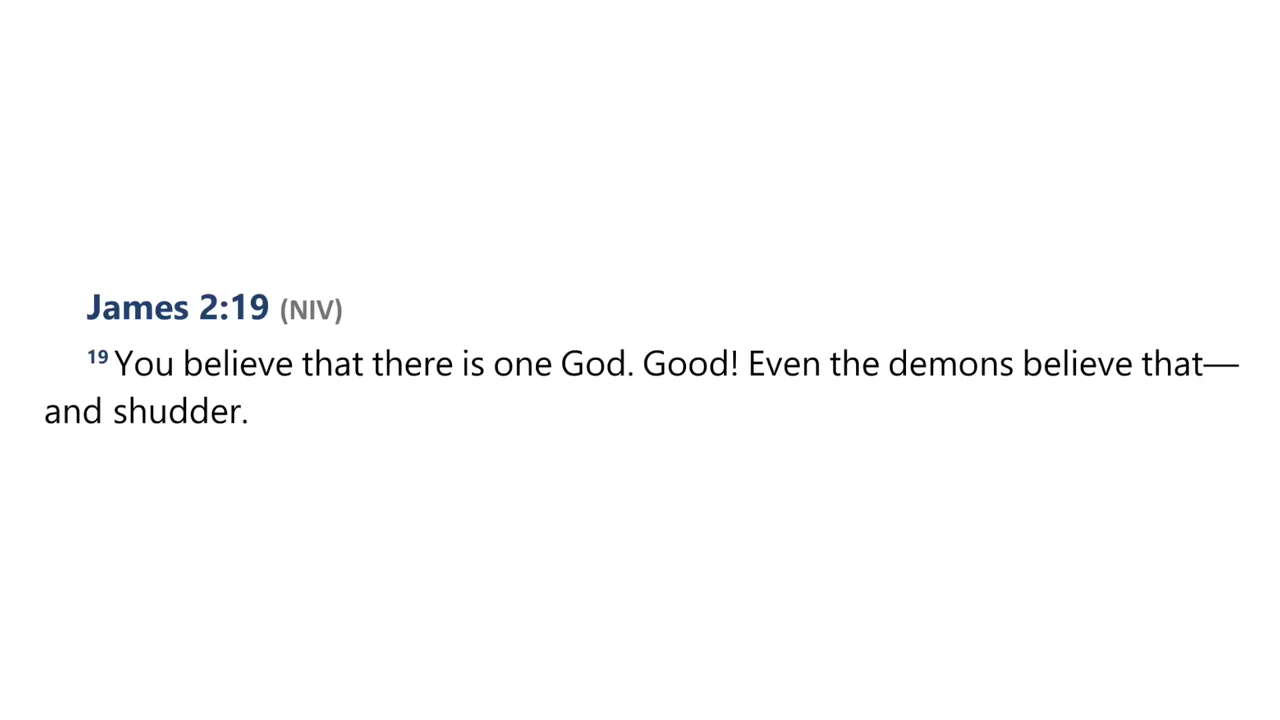 James 2:19 (NIV)
19 You believe that there is one God. Good! Even the demons believe that—
and shudder.